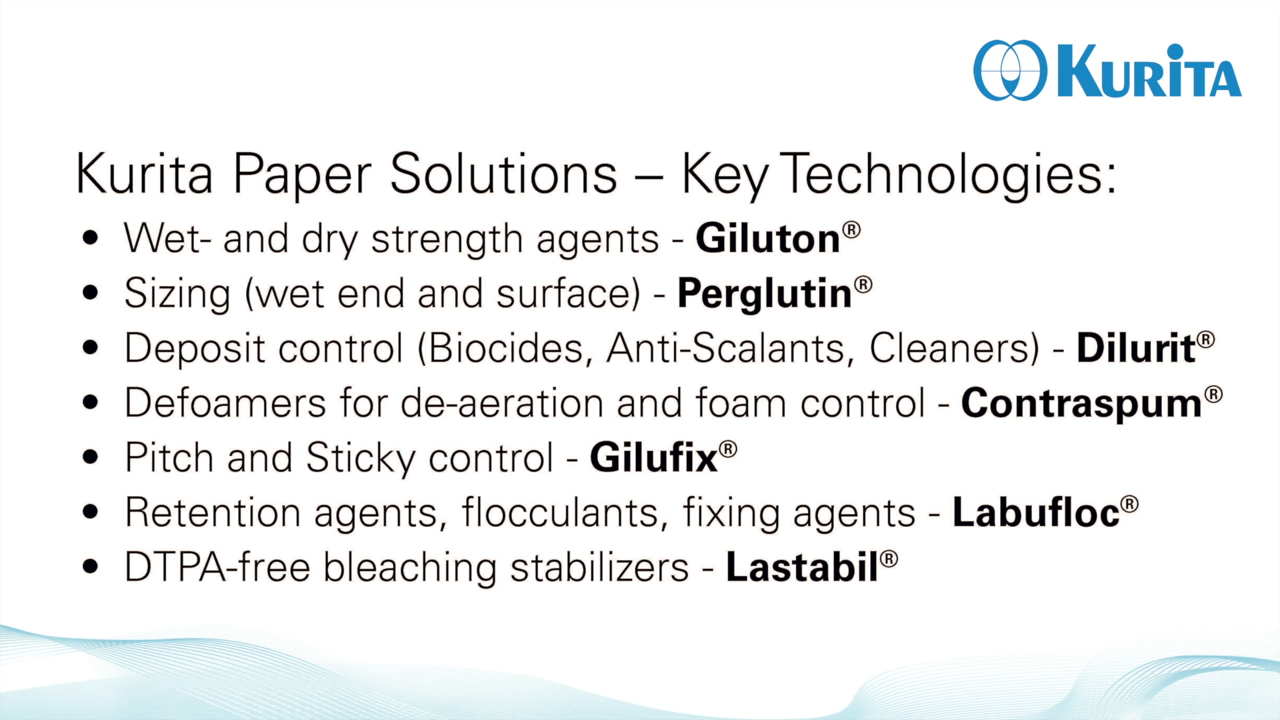 KURITA
Kurita Paper Solutions – Key Technologies:
• Wet- and dry strength agents - Giluton®
• Sizing (wet end and surface) - Perglutin®
• Deposit control (Biocides, Anti-Scalants, Cleaners) - Dilurit®
• Defoamers for de-aeration and foam control - Contraspum®
• Pitch and Sticky control - Gilufix®
• Retention agents, flocculants, fixing agents - Labufloc®
• DTPA-free bleaching stabilizers - Lastabil®